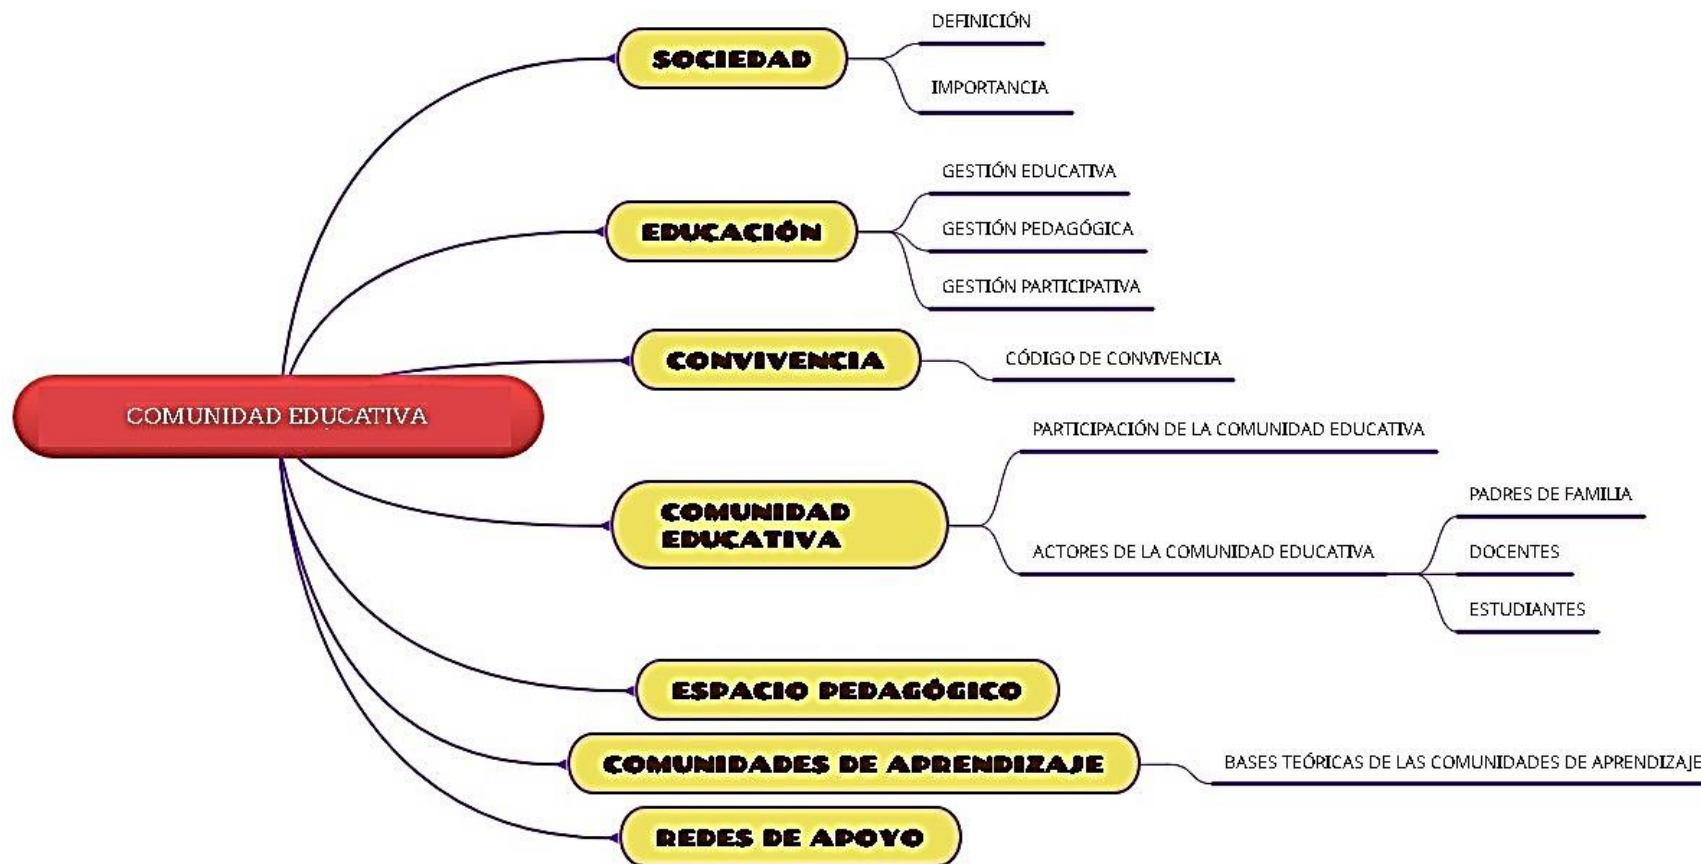 SOCIEDAD
DEFINICIÓN
IMPORTANCIA
EDUCACIÓN
GESTIÓN EDUCATIVA
GESTIÓN PEDAGÓGICA
GESTIÓN PARTICIPATIVA
CONVIVENCIA
CÓDIGO DE CONVIVENCIA
COMUNIDAD EDUCATIVA
COMUNIDAD
EDUCATIVA
PARTICIPACIÓN DE LA COMUNIDAD EDUCATIVA
ACTORES DE LA COMUNIDAD EDUCATIVA
PADRES DE FAMILIA
DOCENTES
ESTUDIANTES
ESPACIO PEDAGÓGICO
COMUNIDADES DE APRENDIZAJE
BASES TEÓRICAS DE LAS COMUNIDADES DE APRENDIZAJE
REDES DE APOYO